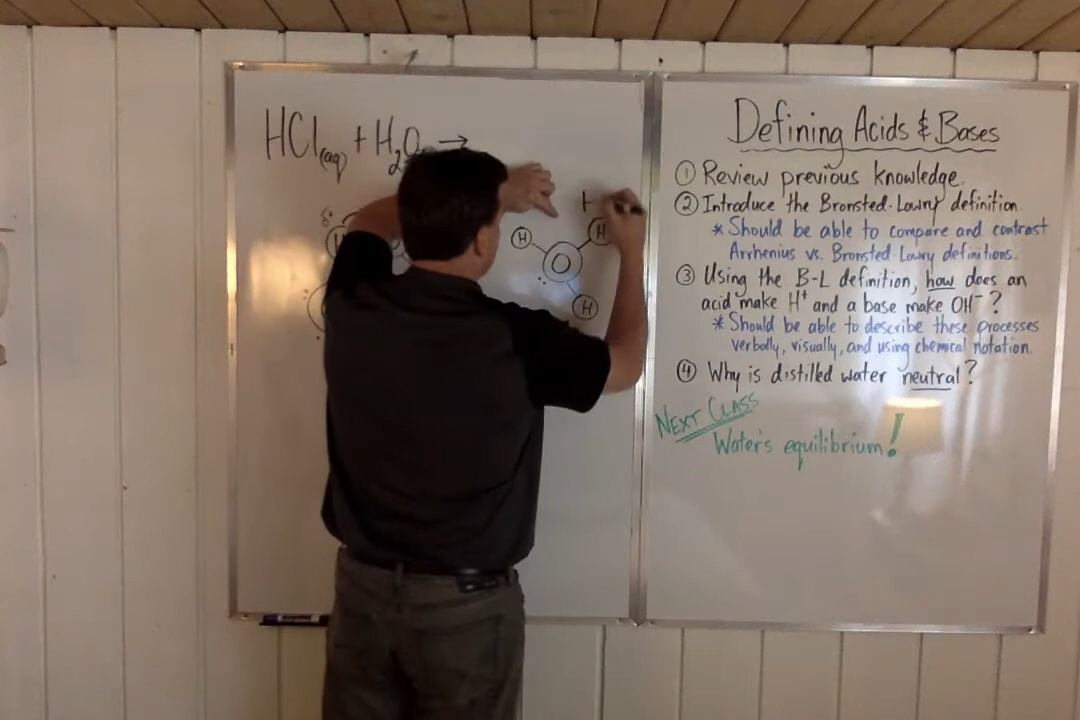 HCl(aq) + H₂O →
δ⁺
H
H
O
H
H
Defining Acids & Bases
① Review previous knowledge.
② Introduce the Bronsted-Lowry definition
* Should be able to compare and contrast
Arrhenius vs. Bronsted-Lowry definitions.
③ Using the B-L definition, how does an
acid make H⁺ and a base make OH⁻?
* Should be able to describe these processes
verbally, visually, and using chemical notation.
④ Why is distilled water neutral?
NEXT CLASS
Water's equilibrium!